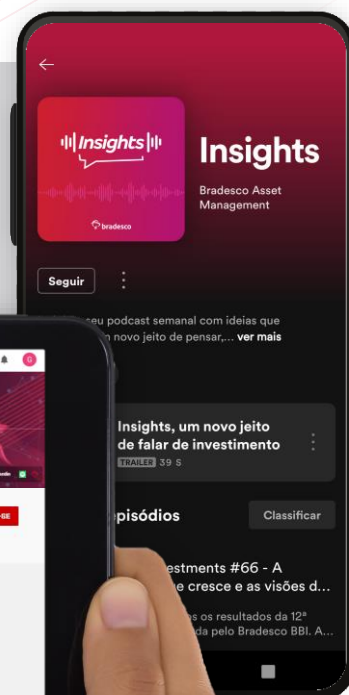 Insights
bradesco
Insights
Bradesco Asset
Management
Seguir
seu podcast semanal com ideias que
novo jeito de pensar,... ver mais
Insights, um novo jeito
de falar de investimento
TRAILER 39 S
episódios
Classificar
estments #66 - A
e cresce e as visões d...
os os resultados da 12ª
da pelo Bradesco BBI. A...
G